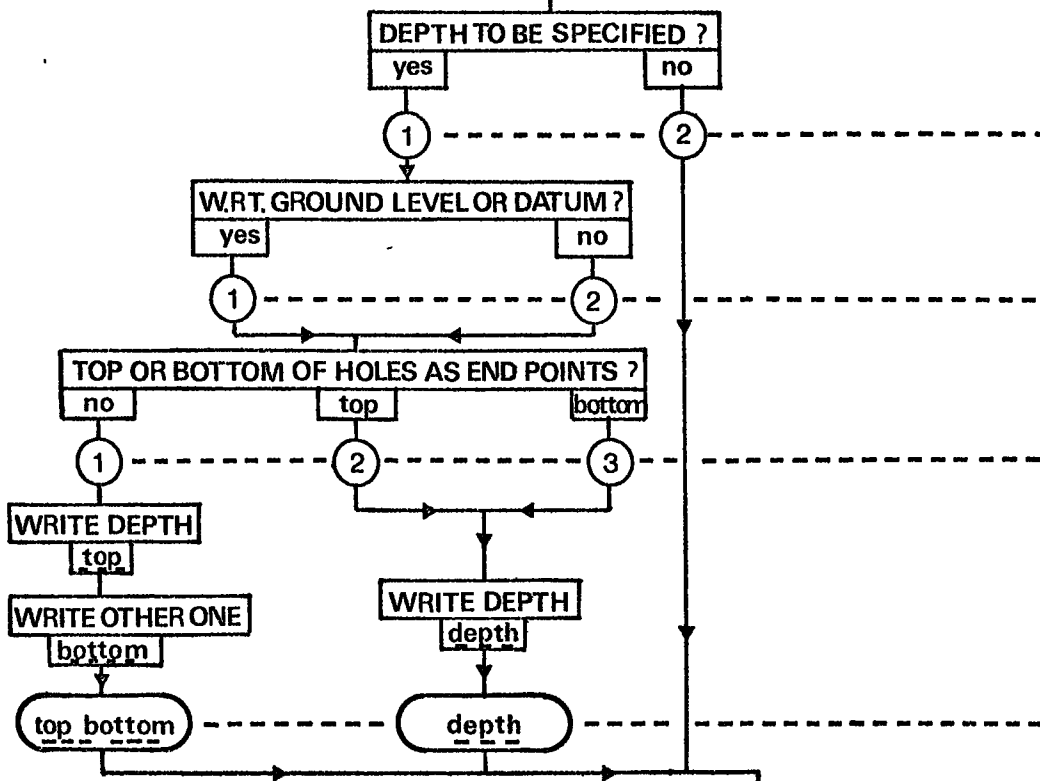 DEPTH TO BE SPECIFIED ?
yes no
1 2
W.R.T. GROUND LEVEL OR DATUM ?
yes no
1 2
TOP OR BOTTOM OF HOLES AS END POINTS ?
no top bottom
1 2 3
WRITE DEPTH
top
WRITE OTHER ONE
bottom
WRITE DEPTH
depth
top bottom
depth